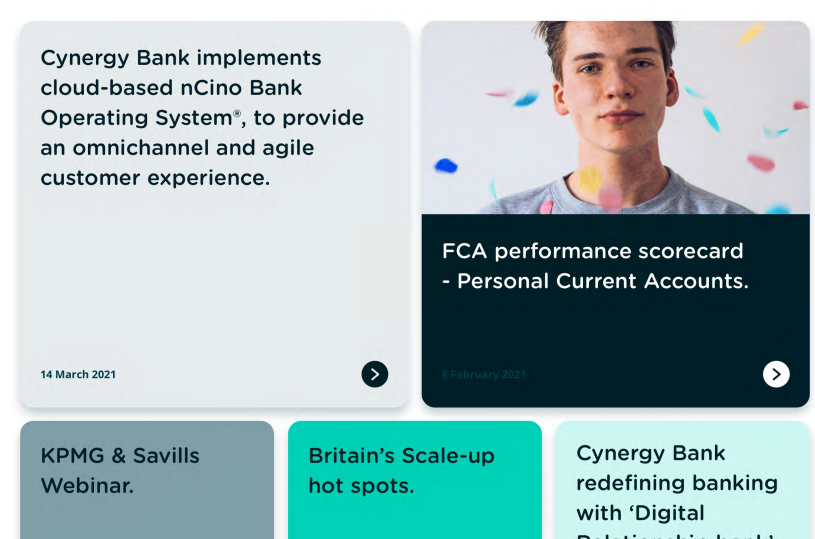 Cynergy Bank implements
cloud-based nCino Bank
Operating System®, to provide
an omnichannel and agile
customer experience.
14 March 2021
FCA performance scorecard
- Personal Current Accounts.
8 February 2021
KPMG & Savills
Webinar.
Britain’s Scale-up
hot spots.
Cynergy Bank
redefining banking
with ‘Digital
Relationship bank’